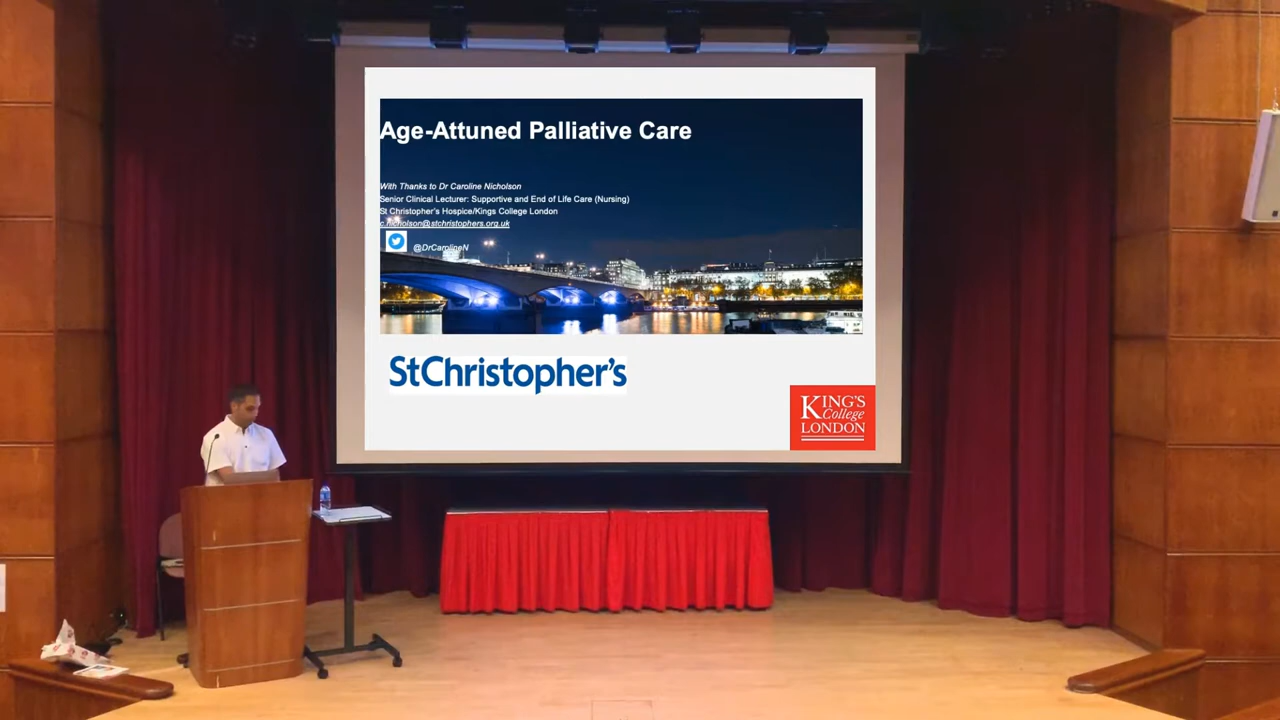 Age-Attuned Palliative Care
With Thanks to Dr Caroline Nicholson
Senior Clinical Lecturer: Supportive and End of Life Care (Nursing)
St Christopher's Hospice/Kings College London
c.nicholson@stchristophers.org.uk
@DrCarolineN
StChristopher's
KING'S
College
LONDON